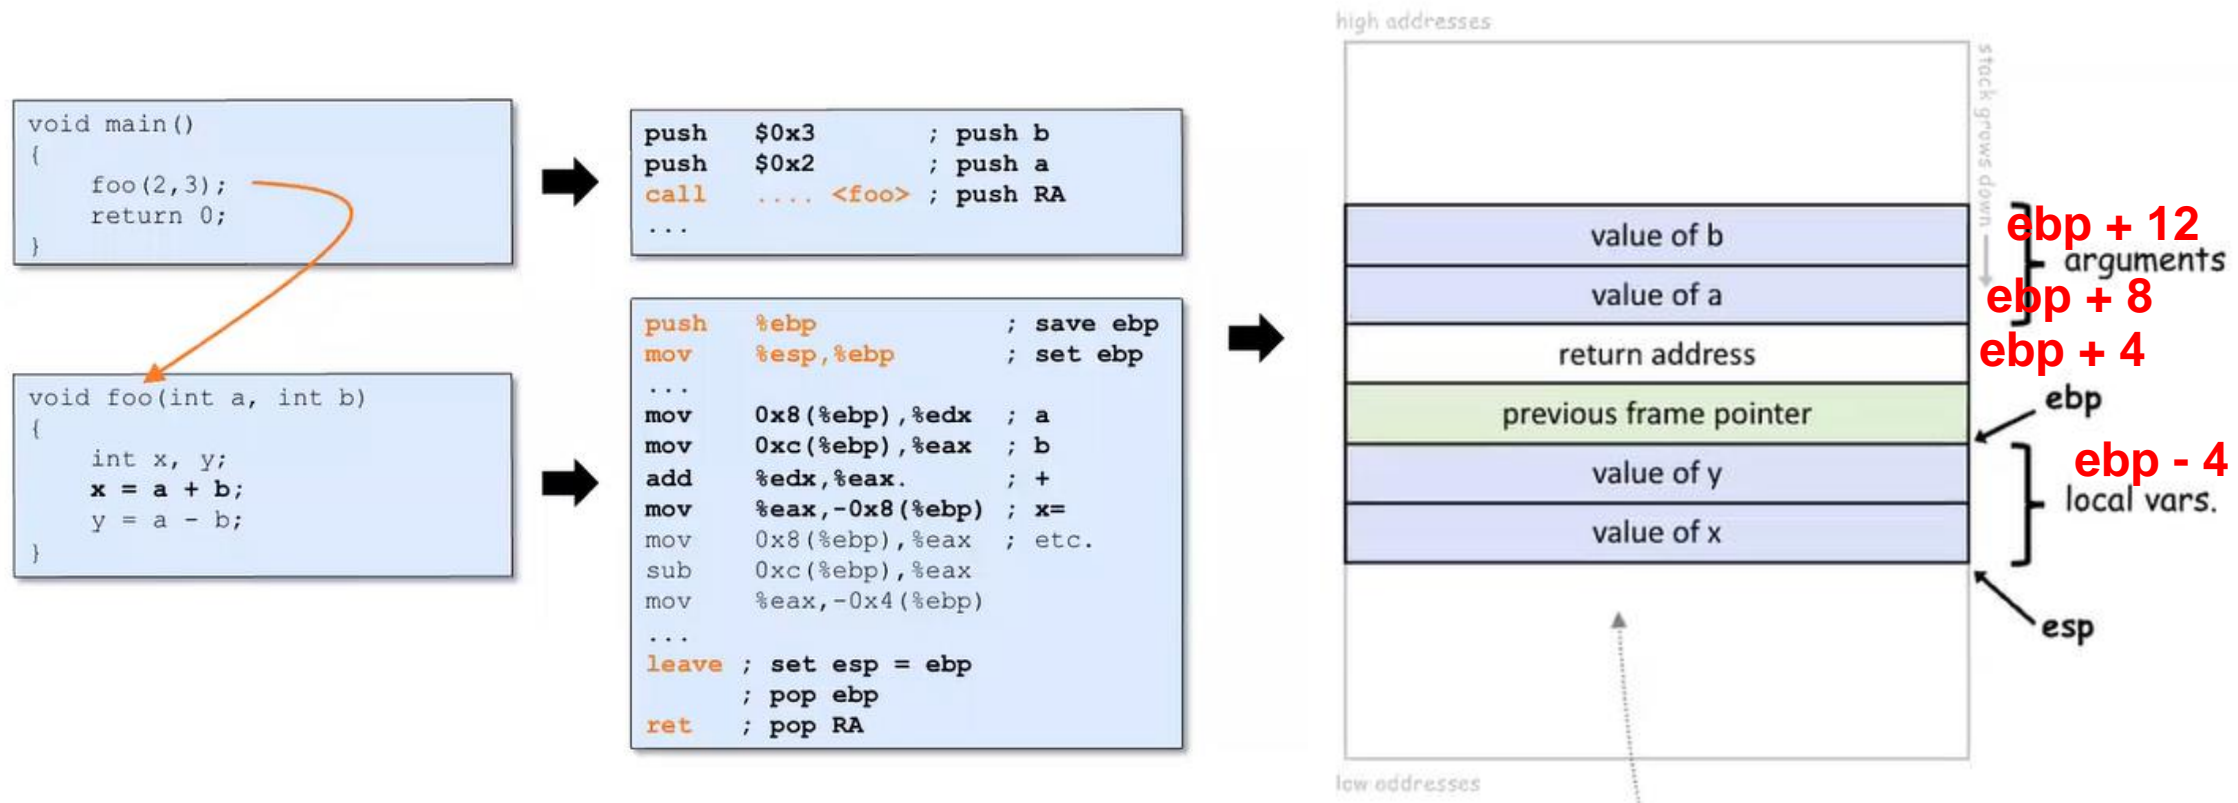 void main()
{
foo(2,3);
return 0;
}
void foo(int a, int b)
{
int x, y;
x = a + b;
y = a - b;
}
push $0x3 ; push b
push $0x2 ; push a
call .... <foo> ; push RA
...
push %ebp ; save ebp
mov %esp,%ebp ; set ebp
...
mov 0x8(%ebp),%edx ; a
mov 0xc(%ebp),%eax ; b
add %edx,%eax. ; +
mov %eax,-0x8(%ebp) ; x=
mov 0x8(%ebp),%eax ; etc.
sub 0xc(%ebp),%eax
mov %eax,-0x4(%ebp)
...
leave ; set esp = ebp
; pop ebp
ret ; pop RA
high addresses
stack grows down
value of b
ebp + 12
arguments
value of a
ebp + 8
return address
ebp + 4
previous frame pointer
ebp
value of y
ebp - 4
local vars.
value of x
esp
low addresses